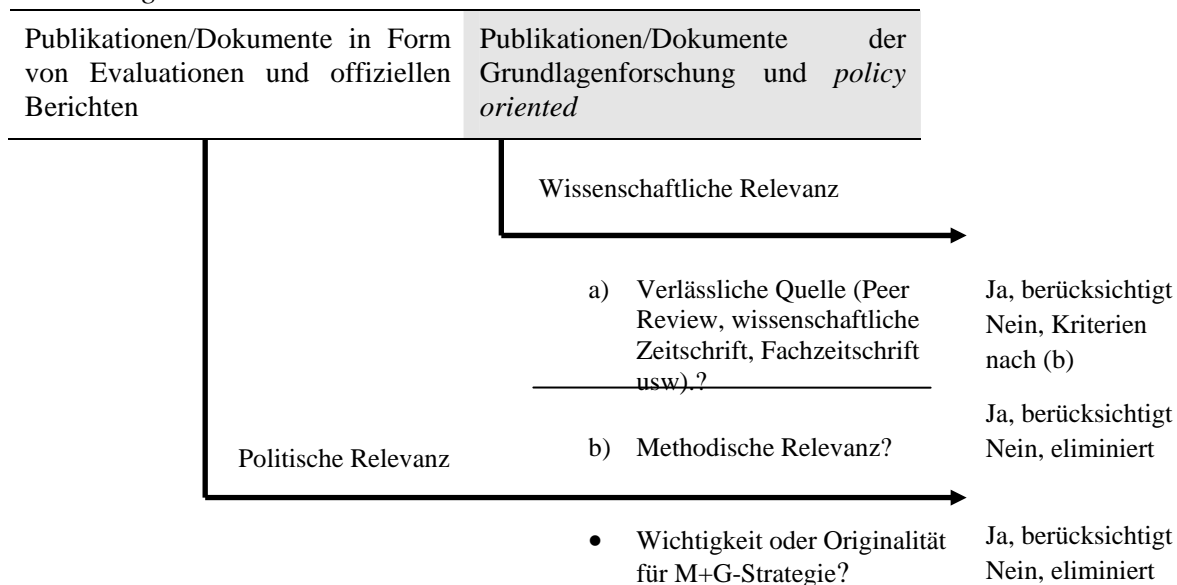 Publikationen/Dokumente in Form
von Evaluationen und offiziellen
Berichten
Publikationen/Dokumente der
Grundlagenforschung und policy
oriented
Wissenschaftliche Relevanz
a) Verlässliche Quelle (Peer
Review, wissenschaftliche
Zeitschrift, Fachzeitschrift
usw).?
Ja, berücksichtigt
Nein, Kriterien
nach (b)
b) Methodische Relevanz?
Ja, berücksichtigt
Nein, eliminiert
Politische Relevanz
• Wichtigkeit oder Originalität
für M+G-Strategie?
Ja, berücksichtigt
Nein, eliminiert